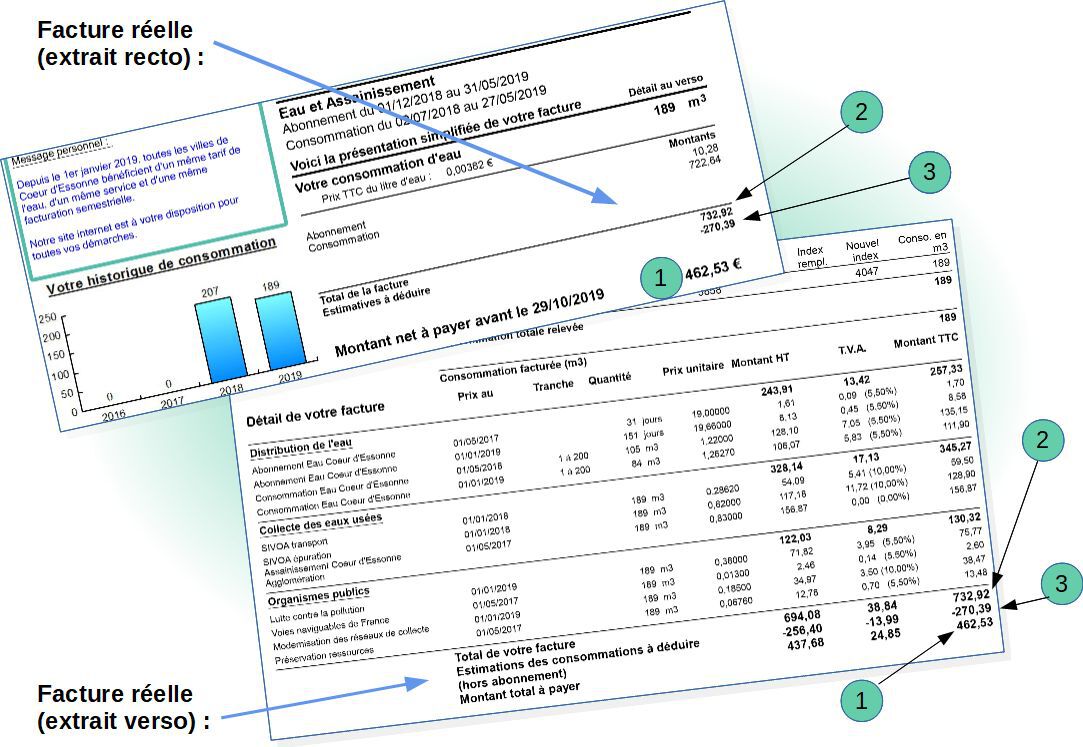 Facture réelle
(extrait recto) :
Message personnel :
Depuis le 1er janvier 2019, toutes les villes de
Coeur d'Essonne bénéficient d'un même tarif de
l'eau, d'un même service et d'une même
facturation semestrielle.
Notre site internet est à votre disposition pour
toutes vos démarches.
Votre historique de consommation
250
200
150
100
50
0
0
0
207
189
2016
2017
2018
2019
Eau et Assainissement
Abonnement du 01/12/2018 au 31/05/2019
Consommation du 02/07/2018 au 27/05/2019
Voici la présentation simplifiée de votre facture
Détail au verso
Votre consommation d'eau
189 m3
Prix TTC du litre d'eau : 0,00382 €
Montants
Abonnement 10,28
Consommation 722,64
Total de la facture 732,92
Estimatives à déduire -270,39
Montant net à payer avant le 29/10/2019 462,53 €
1
2
3
Index rempl.
Nouvel index
Conso. en m3
4047 189
189
totale relevée 189
Consommation facturée (m3)
Détail de votre facture Prix au Tranche Quantité Prix unitaire Montant HT T.V.A. Montant TTC
Distribution de l'eau 243,91 13,42 257,33
Abonnement Eau Coeur d'Essonne 01/05/2017 31 jours 19,00000 1,61 0,09 (5,50%) 1,70
Abonnement Eau Coeur d'Essonne 01/01/2019 151 jours 19,66000 8,13 0,45 (5,50%) 8,58
Consommation Eau Coeur d'Essonne 01/05/2018 1 à 200 105 m3 1,22000 128,10 7,05 (5,50%) 135,15
Consommation Eau Coeur d'Essonne 01/01/2019 1 à 200 84 m3 1,26270 106,07 5,83 (5,50%) 111,90
Collecte des eaux usées 328,14 17,13 345,27
SIVOA transport 01/01/2018 189 m3 0,28620 54,09 5,41 (10,00%) 59,50
SIVOA épuration 01/01/2018 189 m3 0,62000 117,18 11,72 (10,00%) 128,90
Assainissement Coeur d'Essonne 01/05/2017 189 m3 0,83000 156,87 0,00 (0,00%) 156,87
Agglomération
Organismes publics 122,03 8,29 130,32
Lutte contre la pollution 01/01/2019 189 m3 0,38000 71,82 3,95 (5,50%) 75,77
Voies navigables de France 01/05/2017 189 m3 0,01300 2,46 0,14 (5,50%) 2,60
Modernisation des réseaux de collecte 01/01/2019 189 m3 0,18500 34,97 3,50 (10,00%) 38,47
Préservation ressources 01/05/2017 189 m3 0,06760 12,78 0,70 (5,50%) 13,48
Total de votre facture 694,08 38,84 732,92
Estimations des consommations à déduire -256,40 -13,99 -270,39
(hors abonnement)
Montant total à payer 437,68 24,85 462,53
2
3
1
Facture réelle
(extrait verso) :